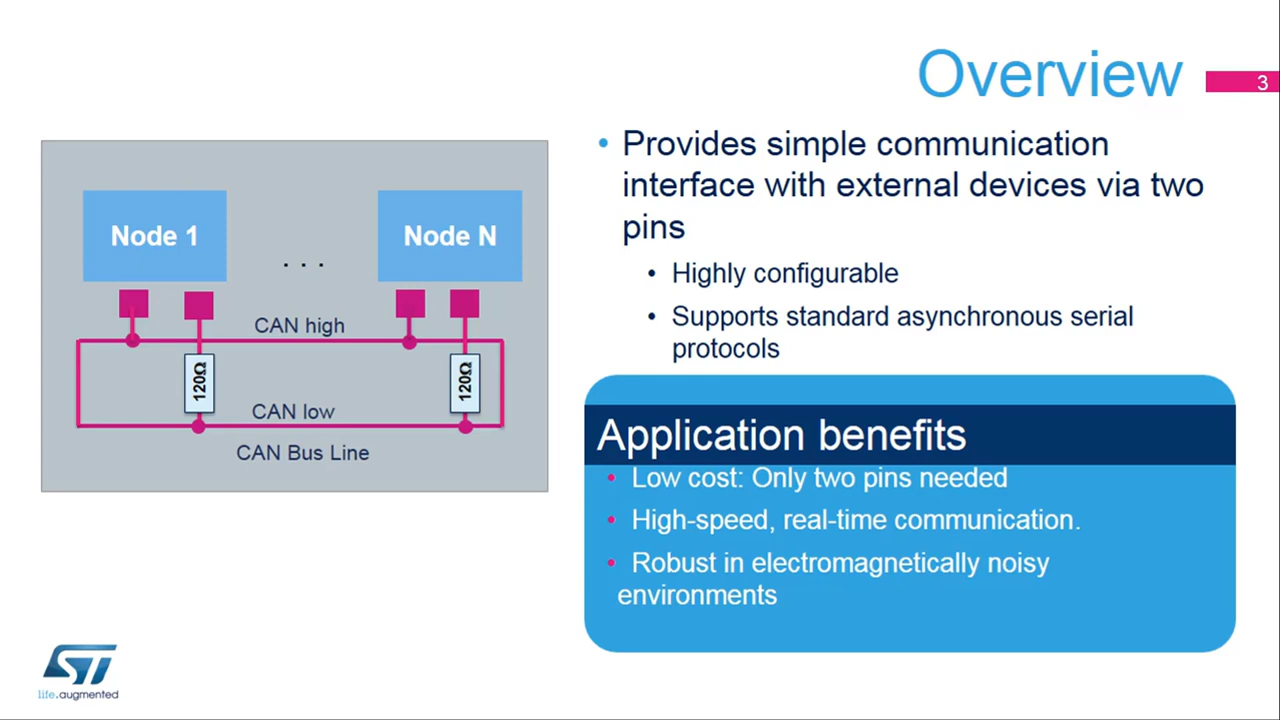 Overview
3
Node 1
. . .
Node N
CAN high
120Ω
120Ω
CAN low
CAN Bus Line
• Provides simple communication
interface with external devices via two
pins
• Highly configurable
• Supports standard asynchronous serial
protocols
Application benefits
• Low cost: Only two pins needed
• High-speed, real-time communication.
• Robust in electromagnetically noisy
environments
ST
life.augmented